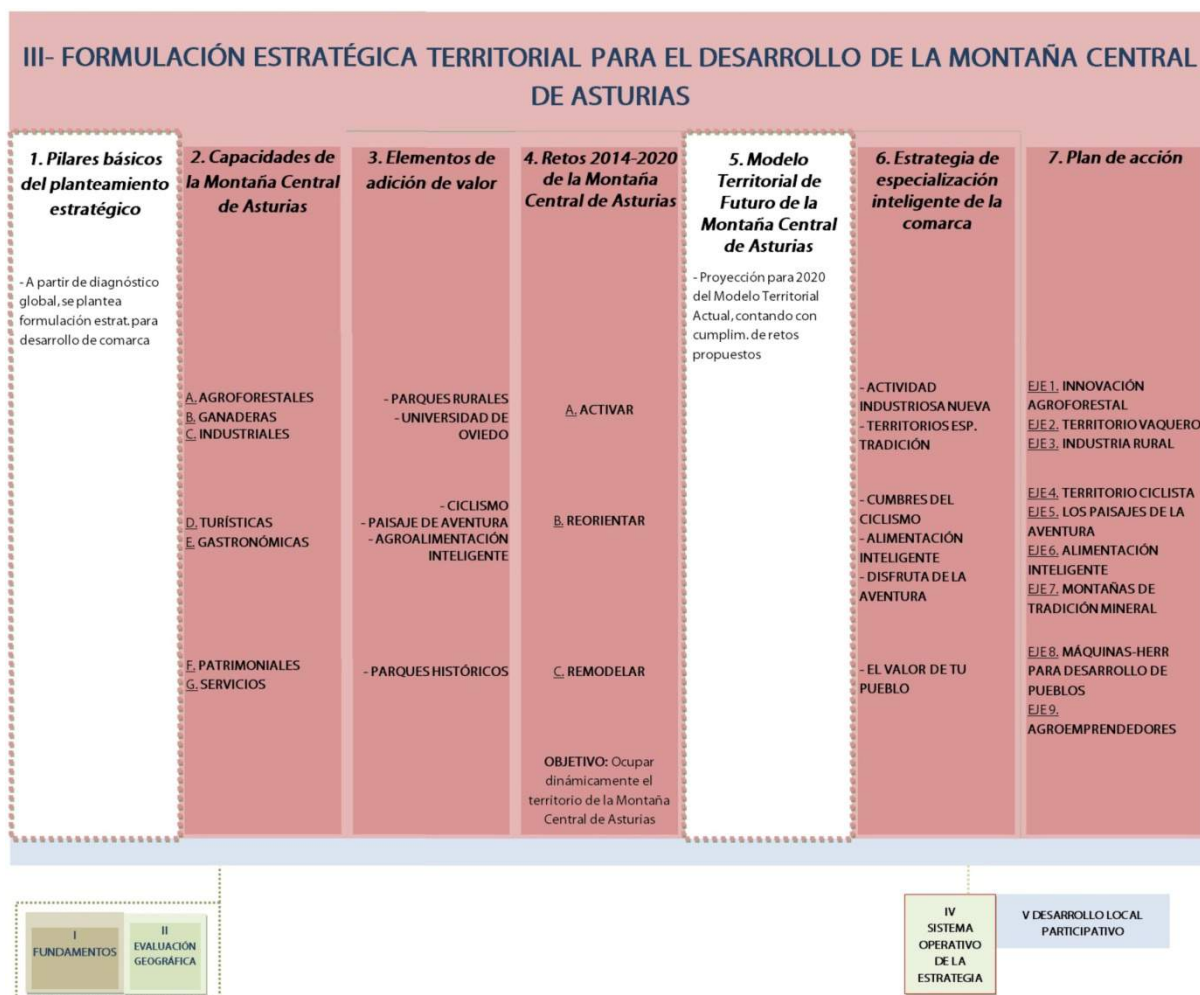 III- FORMULACIÓN ESTRATÉGICA TERRITORIAL PARA EL DESARROLLO DE LA MONTAÑA CENTRAL
DE ASTURIAS
1. Pilares básicos
del planteamiento
estratégico
- A partir de diagnóstico
global, se plantea
formulación estrat. para
desarrollo de comarca
2. Capacidades de
la Montaña Central
de Asturias
A. AGROFORESTALES
B. GANADERAS
C. INDUSTRIALES
D. TURÍSTICAS
E. GASTRONÓMICAS
F. PATRIMONIALES
G. SERVICIOS
3. Elementos de
adición de valor
- PARQUES RURALES
- UNIVERSIDAD DE
OVIEDO
- CICLISMO
- PAISAJE DE AVENTURA
- AGROALIMENTACIÓN
INTELIGENTE
- PARQUES HISTÓRICOS
4. Retos 2014-2020
de la Montaña
Central de Asturias
A. ACTIVAR
B. REORIENTAR
C. REMODELAR
OBJETIVO: Ocupar
dinámicamente el
territorio de la Montaña
Central de Asturias
5. Modelo
Territorial de
Futuro de la
Montaña Central
de Asturias
- Proyección para 2020
del Modelo Territorial
Actual, contando con
cumplim. de retos
propuestos
6. Estrategia de
especialización
inteligente de la
comarca
- ACTIVIDAD
INDUSTRIOSA NUEVA
- TERRITORIOS ESP.
TRADICIÓN
- CUMBRES DEL
CICLISMO
- ALIMENTACIÓN
INTELIGENTE
- DISFRUTA DE LA
AVENTURA
- EL VALOR DE TU
PUEBLO
7. Plan de acción
EJE 1. INNOVACIÓN
AGROFORESTAL
EJE 2. TERRITORIO VAQUERO
EJE 3. INDUSTRIA RURAL
EJE 4. TERRITORIO CICLISTA
EJE 5. LOS PAISAJES DE LA
AVENTURA
EJE 6. ALIMENTACIÓN
INTELIGENTE
EJE 7. MONTAÑAS DE
TRADICIÓN MINERAL
EJE 8. MÁQUINAS-HERR
PARA DESARROLLO DE
PUEBLOS
EJE 9.
AGROEMPRENDEDORES
I
FUNDAMENTOS
II
EVALUACIÓN
GEOGRÁFICA
IV
SISTEMA
OPERATIVO
DE LA
ESTRATEGIA
V DESARROLLO LOCAL
PARTICIPATIVO